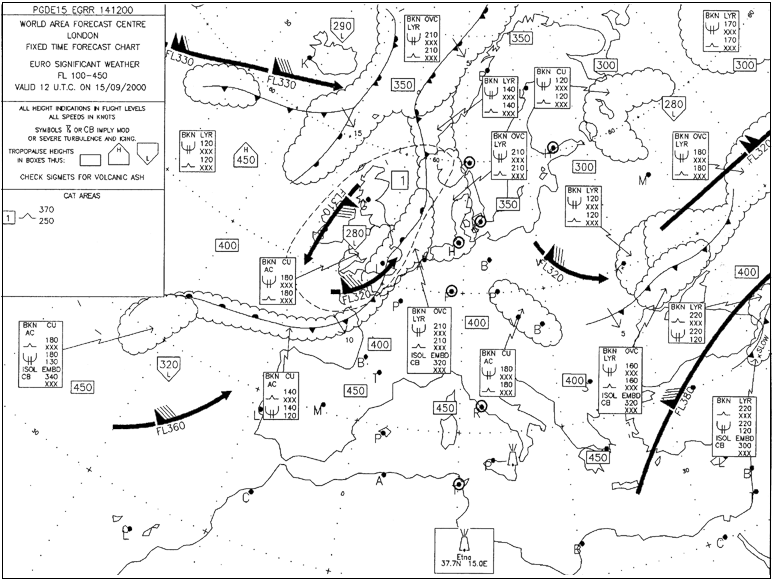 PGDE15 EGRR 141200
WORLD AREA FORECAST CENTRE
LONDON
FIXED TIME FORECAST CHART
EURO SIGNIFICANT WEATHER
FL 100-450
VALID 12 U.T.C. ON 15/09/2000
ALL HEIGHT INDICATIONS IN FLIGHT LEVELS
ALL SPEEDS IN KNOTS
SYMBOLS OR CB IMPLY MOD
OR SEVERE TURBULENCE AND ICING.
TROPOPAUSE HEIGHTS
IN BOXES THUS: H L
CHECK SIGMETS FOR VOLCANIC ASH
CAT AREAS
1 370
250
FL330
FL330
290
L
K
350
15
BKN OVC
LYR
210
XXX
210
XXX
350
BKN LYR
140
XXX
140
XXX
BKN CU
120
XXX
120
XXX
300
BKN LYR
170
XXX
170
XXX
300
280
L
BKN LYR
120
XXX
120
XXX
H
450
BKN LYR
210
XXX
210
XXX
300
BKN LYR
180
XXX
180
XXX
FL320
M
1
FL310
280
L
350
BKN LYR
120
XXX
120
XXX
400
H
B
FL320
FL320
BKN CU
AC
180
XXX
180
XXX
400
P
F
V
B
400
5
BKN LYR
220
XXX
220
120
SLOW
BKN CU
AC
180
XXX
180
130
ISOL EMBD
CB 340
XXX
450
320
L
10
400
B
T
450
BKN OVC
LYR
210
XXX
210
XXX
ISOL EMBD
CB 320
XXX
BKN CU
AC
180
XXX
180
XXX
400
S
BKN OVC
LYR
160
XXX
160
XXX
ISOL EMBD
CB 320
XXX
FL380
BKN LYR
220
XXX
220
120
ISOL EMBD
CB 300
XXX
BKN CU
AC
140
XXX
140
120
FL360
L
M
450
R
P
P
450
A
C
T
L
B
C
Etna
37.7N 15.0E